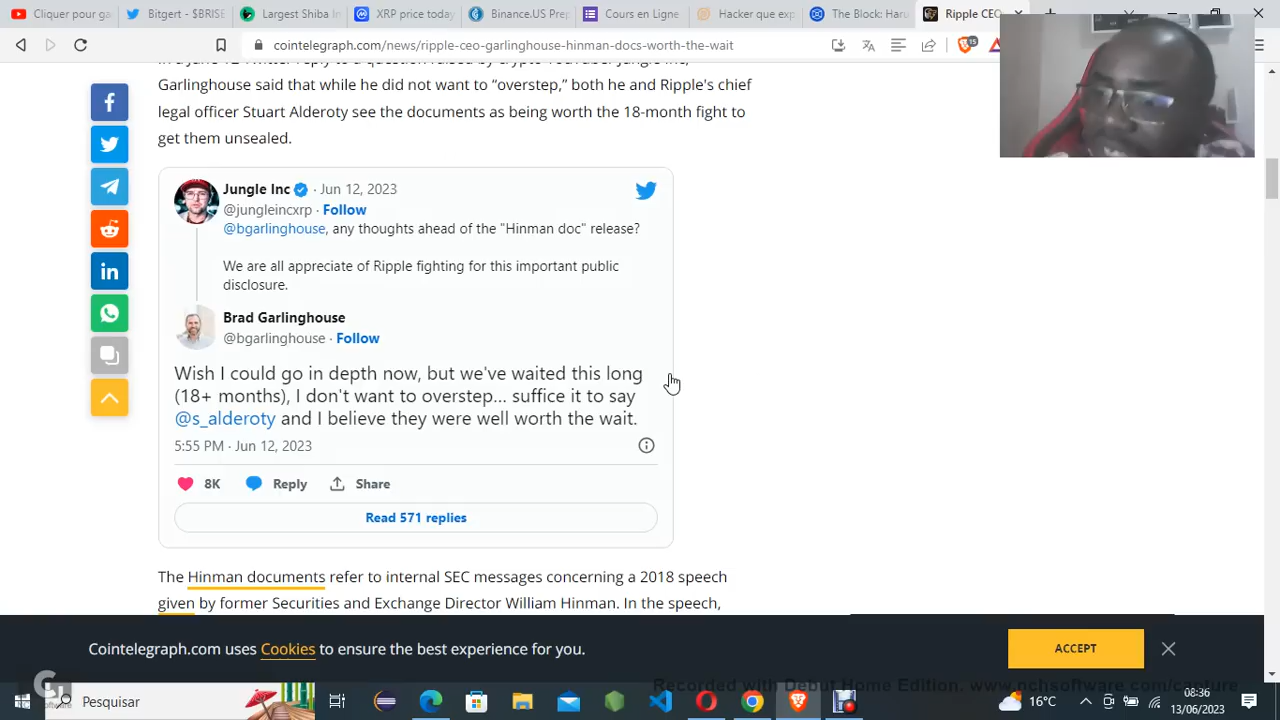 Cliquer pour ga
Bitget - $BRISE
Largest Shiba In
XRP price today
Binance.US Prep
Cours en Ligne
Hacker que exp
The Block: Haru
Ripple CEO
cointelegraph.com/news/ripple-ceo-garlinghouse-hinman-docs-worth-the-wait
15
Garlinghouse said that while he did not want to “overstep,” both he and Ripple's chief
legal officer Stuart Alderoty see the documents as being worth the 18-month fight to
get them unsealed.
Jungle Inc · Jun 12, 2023
@jungleincxrp · Follow
@bgarlinghouse, any thoughts ahead of the "Hinman doc" release?
We are all appreciate of Ripple fighting for this important public
disclosure.
Brad Garlinghouse
@bgarlinghouse · Follow
Wish I could go in depth now, but we've waited this long
(18+ months), I don't want to overstep... suffice it to say
@s_alderoty and I believe they were well worth the wait.
5:55 PM · Jun 12, 2023
8K Reply Share
Read 571 replies
The Hinman documents refer to internal SEC messages concerning a 2018 speech
given by former Securities and Exchange Director William Hinman. In the speech,
Cointelegraph.com uses Cookies to ensure the best experience for you.
ACCEPT
Recorded with Debut Home Edition. www.nchsoftware.com/capture
Pesquisar
16°C
08:36
13/06/2023